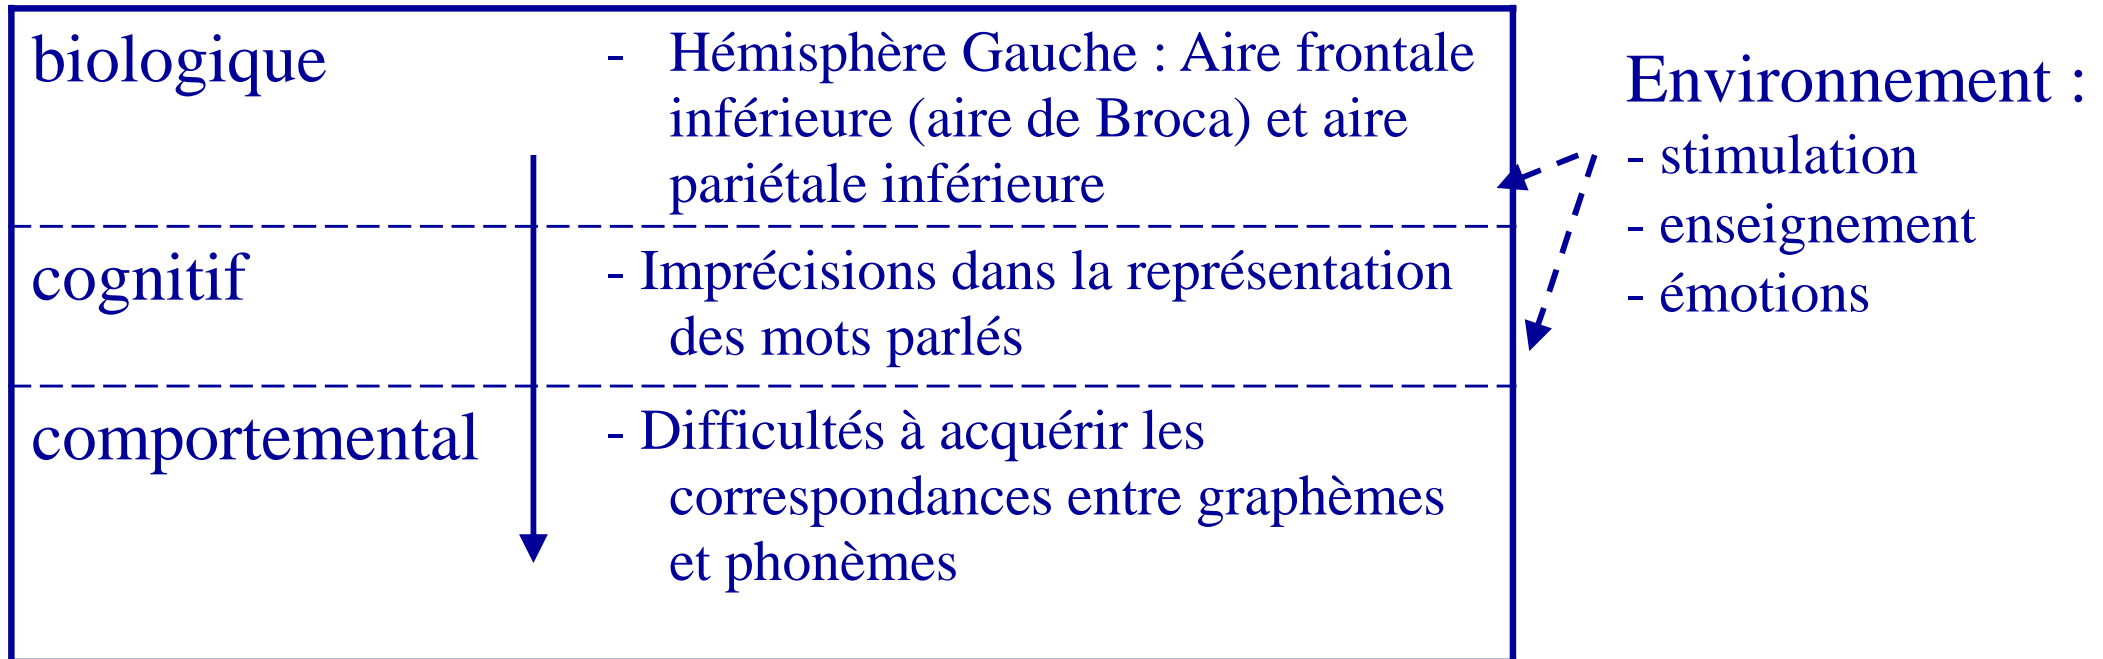 biologique
- Hémisphère Gauche : Aire frontale
inférieure (aire de Broca) et aire
pariétale inférieure
cognitif
- Imprécisions dans la représentation
des mots parlés
comportemental
- Difficultés à acquérir les
correspondances entre graphèmes
et phonèmes
Environnement :
- stimulation
- enseignement
- émotions